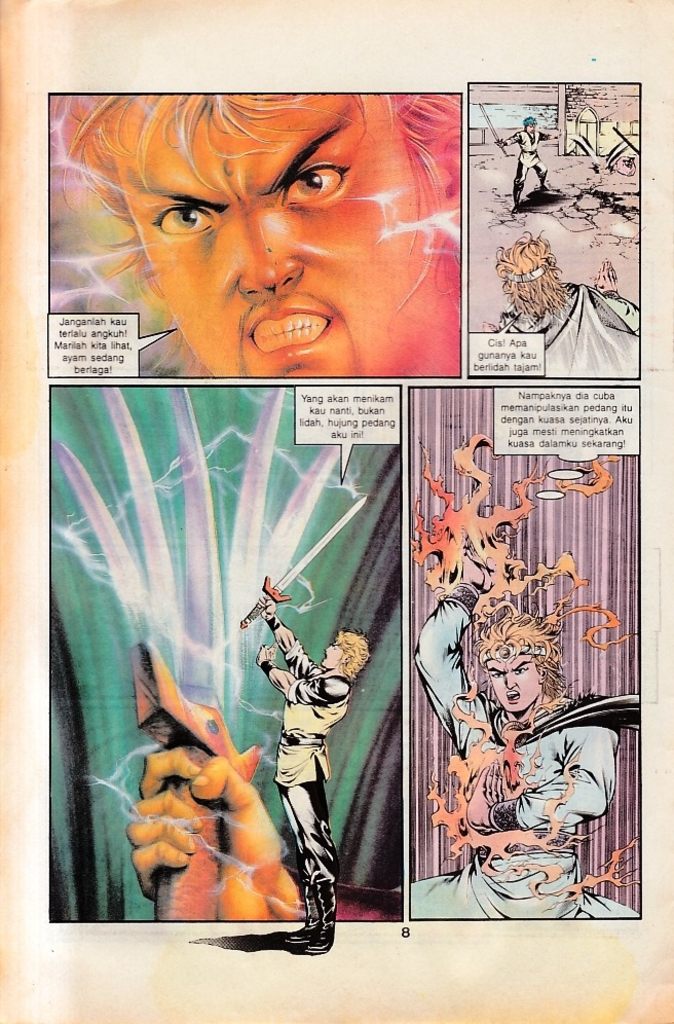 Janganlah kau
terlalu angkuh!
Marilah kita lihat,
ayam sedang
berlaga!
Cis! Apa
gunanya kau
berlidah tajam!
Yang akan menikam
kau nanti, bukan
lidah, hujung pedang
aku ini!
Nampaknya dia cuba
memanipulasikan pedang itu
dengan kuasa sejatinya. Aku
juga mesti meningkatkan
kuasa dalamku sekarang!
8